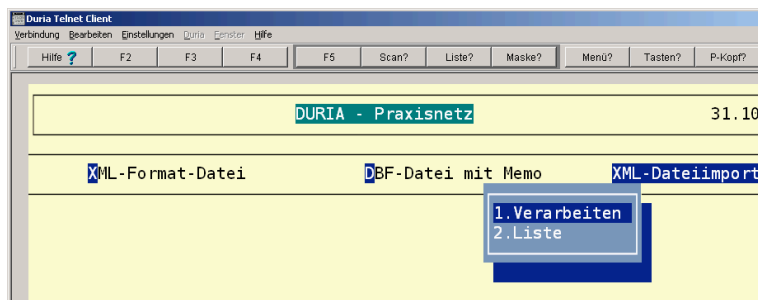 Duria Telnet Client
Verbindung Bearbeiten Einstellungen Duria Fenster Hilfe
Hilfe ? F2 F3 F4 F5 Scan? Liste? Maske? Menü? Tasten? P-Kopf?
DURIA - Praxisnetz 31.10
XML-Format-Datei DBF-Datei mit Memo XML-Dateiimport
1.Verarbeiten
2.Liste